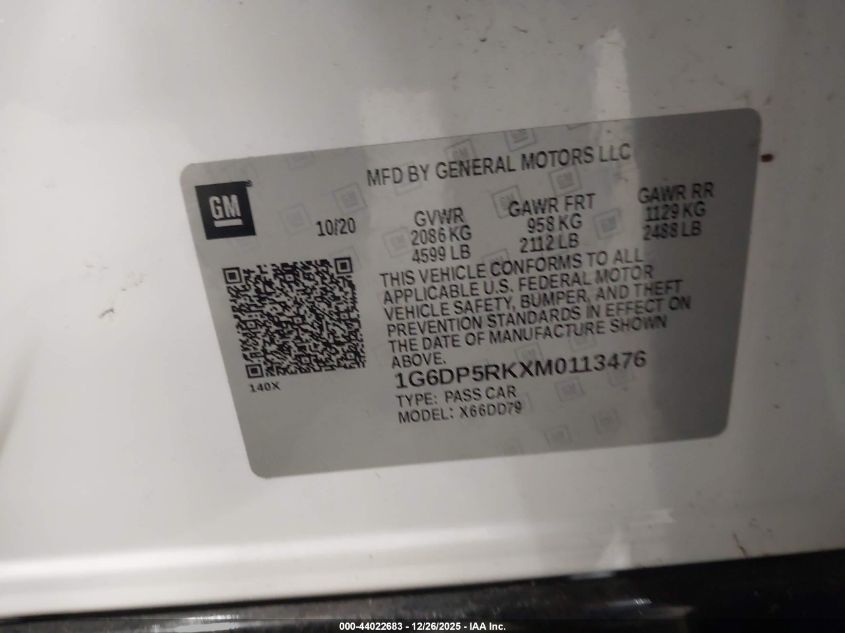 MFD BY GENERAL MOTORS LLC
GM
10/20
GVWR
2086 KG
4599 LB
GAWR FRT
958 KG
2112 LB
GAWR RR
1129 KG
2488 LB
THIS VEHICLE CONFORMS TO ALL
APPLICABLE U.S. FEDERAL MOTOR
VEHICLE SAFETY, BUMPER, AND THEFT
PREVENTION STANDARDS IN EFFECT ON
THE DATE OF MANUFACTURE SHOWN
ABOVE.
140X
1G6DP5RKXM0113476
TYPE: PASS CAR
MODEL: X66DD79
000-44022683 - 12/26/2025 - IAA Inc.